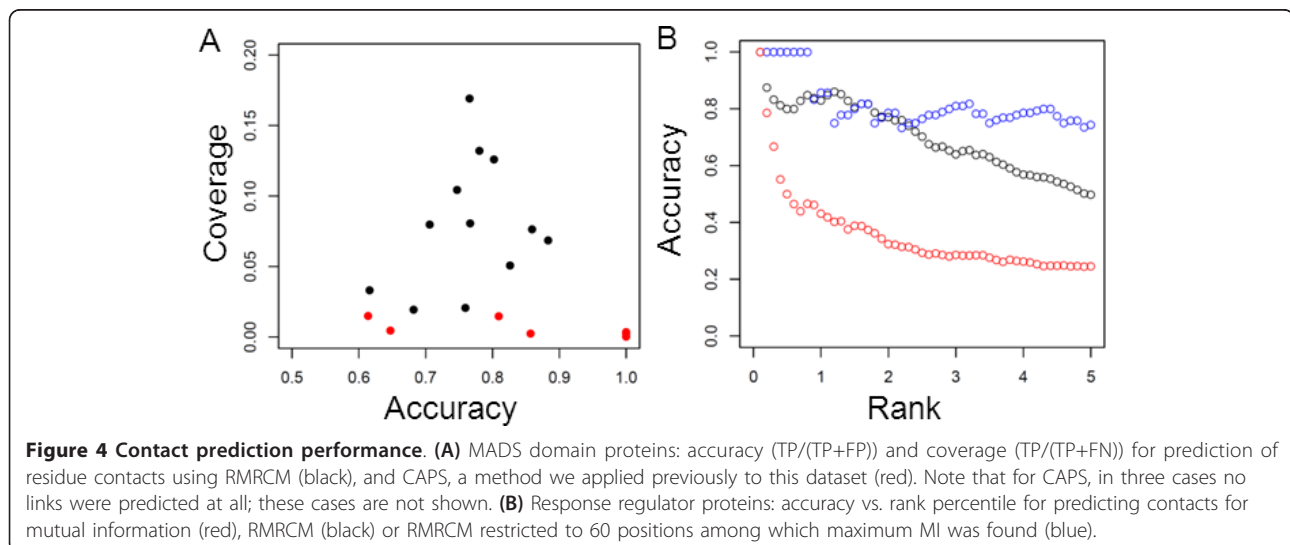 A
B
0.20
0.15
0.10
0.05
0.00
Coverage
0.5 0.6 0.7 0.8 0.9 1.0
Accuracy
1.0
0.8
0.6
0.4
0.2
0.0
Accuracy
0 1 2 3 4 5
Rank
Figure 4 Contact prediction performance. (A) MADS domain proteins: accuracy (TP/(TP+FP)) and coverage (TP/(TP+FN)) for prediction of
residue contacts using RMRCM (black), and CAPS, a method we applied previously to this dataset (red). Note that for CAPS, in three cases no
links were predicted at all; these cases are not shown. (B) Response regulator proteins: accuracy vs. rank percentile for predicting contacts for
mutual information (red), RMRCM (black) or RMRCM restricted to 60 positions among which maximum MI was found (blue).